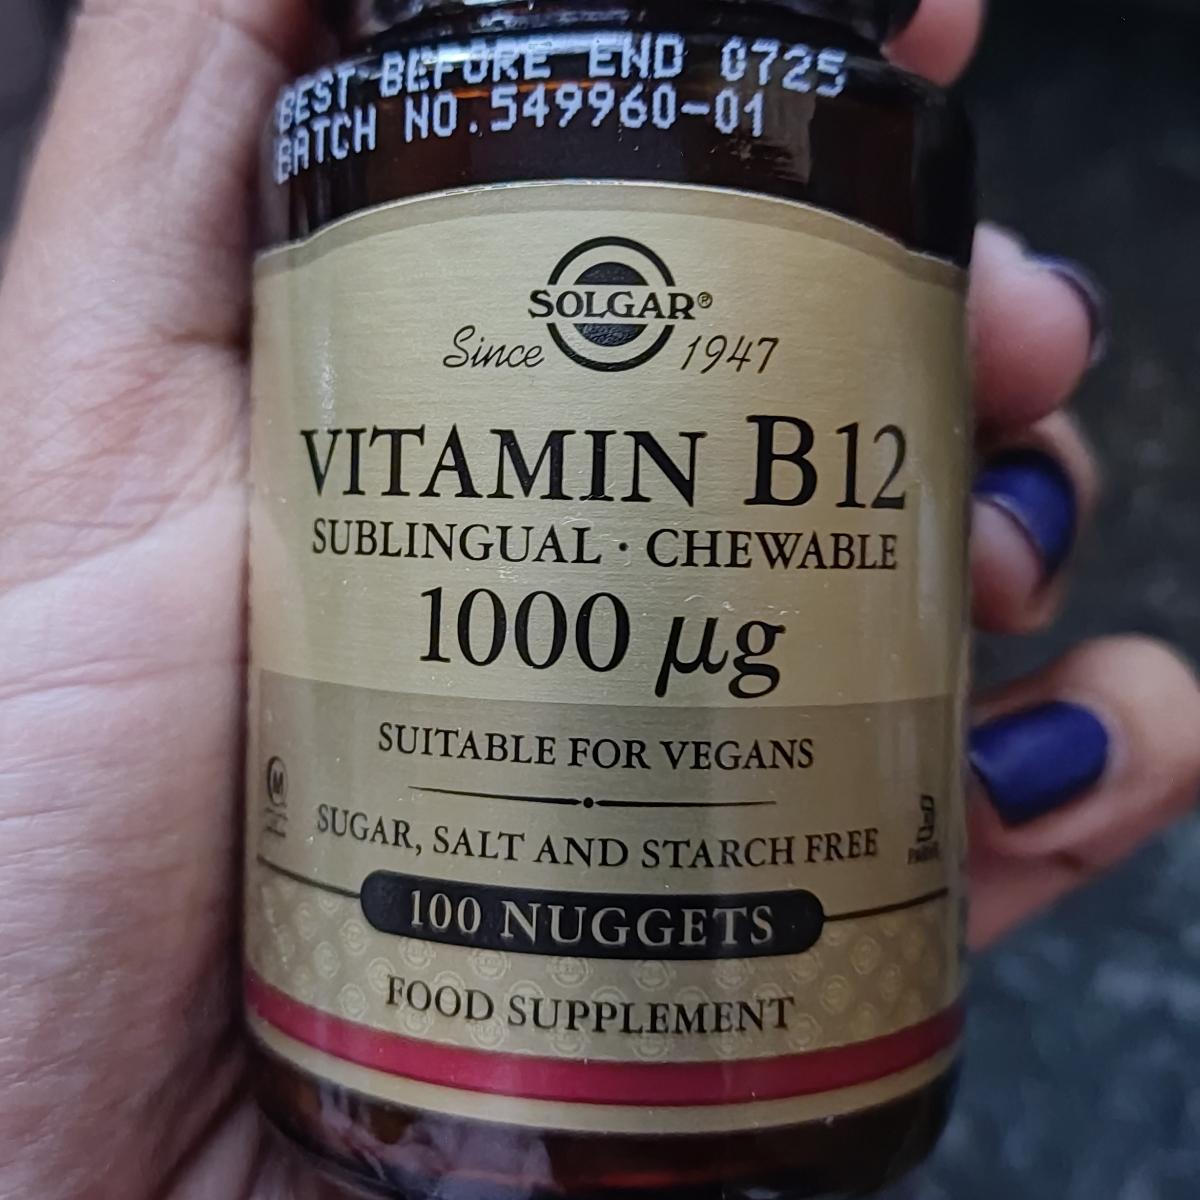 BEST BEFORE END 0725
BATCH NO.549960-01
SOLGAR®
Since 1947
VITAMIN B12
SUBLINGUAL · CHEWABLE
1000 µg
SUITABLE FOR VEGANS
SUGAR, SALT AND STARCH FREE
100 NUGGETS
FOOD SUPPLEMENT